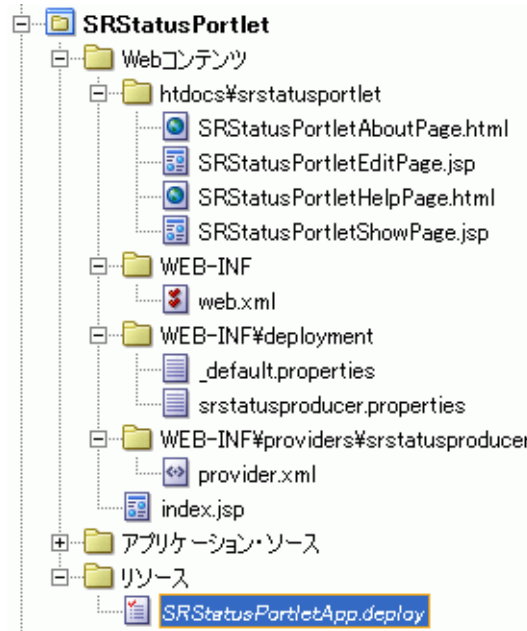 SRStatusPortlet
Webコンテンツ
htdocs¥srstatusportlet
SRStatusPortletAboutPage.html
SRStatusPortletEditPage.jsp
SRStatusPortletHelpPage.html
SRStatusPortletShowPage.jsp
WEB-INF
web.xml
WEB-INF¥deployment
_default.properties
srstatusproducer.properties
WEB-INF¥providers¥srstatusproducer
provider.xml
index.jsp
アプリケーション・ソース
リソース
SRStatusPortletApp.deploy